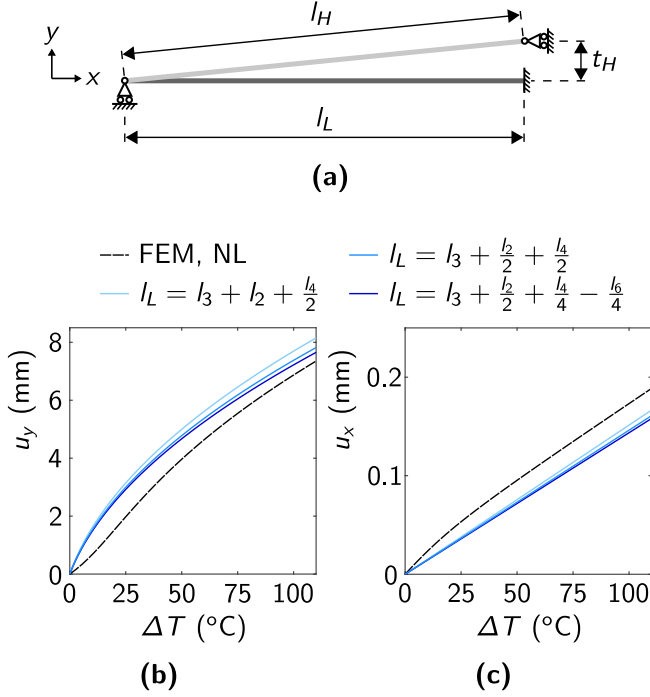 l_H
y
x
t_H
l_L
(a)
FEM, NL
l_L = l_3 + l_2/2 + l_4/2
l_L = l_3 + l_2 + l_4/2
l_L = l_3 + l_2/2 + l_4/4 − l_6/4
8
6
4
2
0
u_y (mm)
0 25 50 75 100
ΔT (°C)
(b)
0.2
0.1
0
u_x (mm)
0 25 50 75 100
ΔT (°C)
(c)